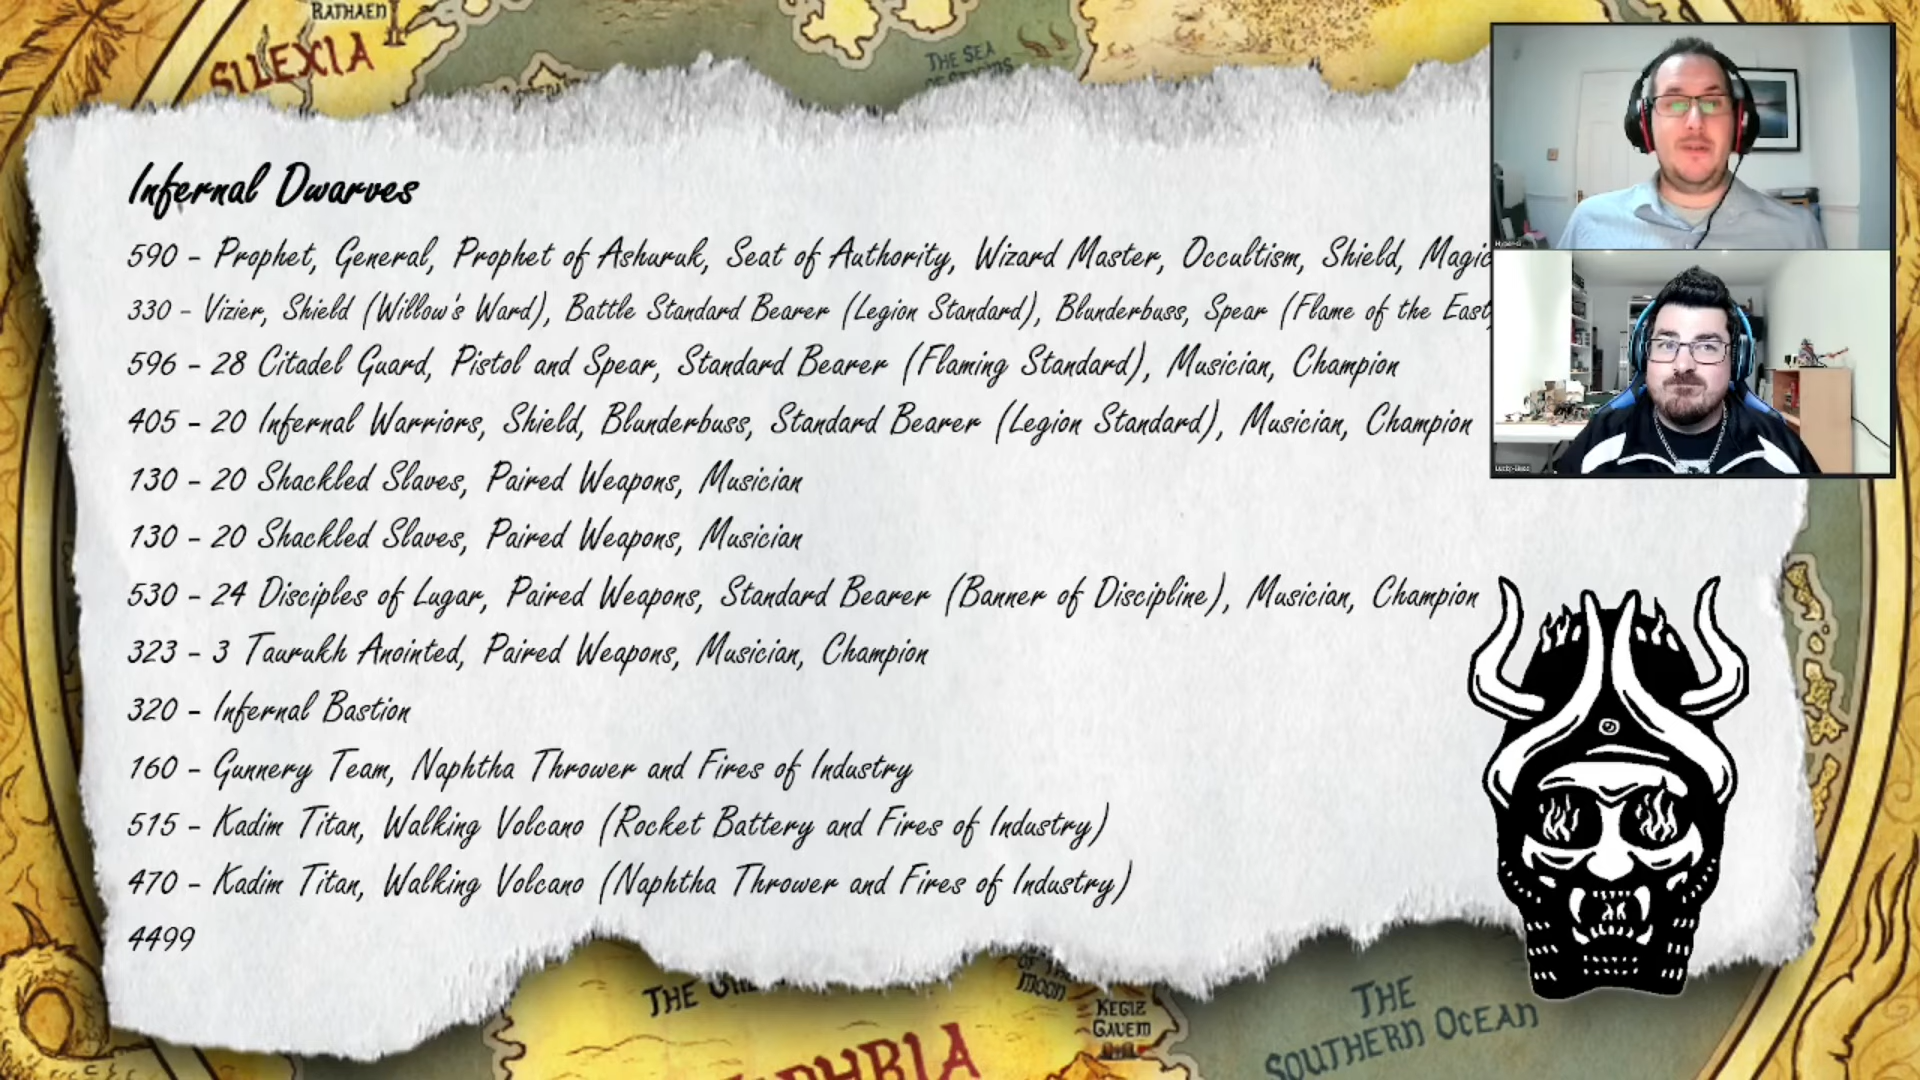 RATHAEN
SILEXIA
THE SEA
Infernal Dwarves
590 - Prophet, General, Prophet of Ashuruk, Seat of Authority, Wizard Master, Occultism, Shield, Magic
330 - Vizier, Shield (Willow's Ward), Battle Standard Bearer (Legion Standard), Blunderbuss, Spear (Flame of the East,
596 - 28 Citadel Guard, Pistol and Spear, Standard Bearer (Flaming Standard), Musician, Champion
405 - 20 Infernal Warriors, Shield, Blunderbuss, Standard Bearer (Legion Standard), Musician, Champion
130 - 20 Shackled Slaves, Paired Weapons, Musician
130 - 20 Shackled Slaves, Paired Weapons, Musician
530 - 24 Disciples of Lugar, Paired Weapons, Standard Bearer (Banner of Discipline), Musician, Champion
323 - 3 Taurukh Anointed, Paired Weapons, Musician, Champion
320 - Infernal Bastion
160 - Gunnery Team, Naphtha Thrower and Fires of Industry
515 - Kadim Titan, Walking Volcano (Rocket Battery and Fires of Industry)
470 - Kadim Titan, Walking Volcano (Naphtha Thrower and Fires of Industry)
4499
THE
OF THE
MOON
KEGIZ
GAVEM
THE
SOUTHERN OCEAN